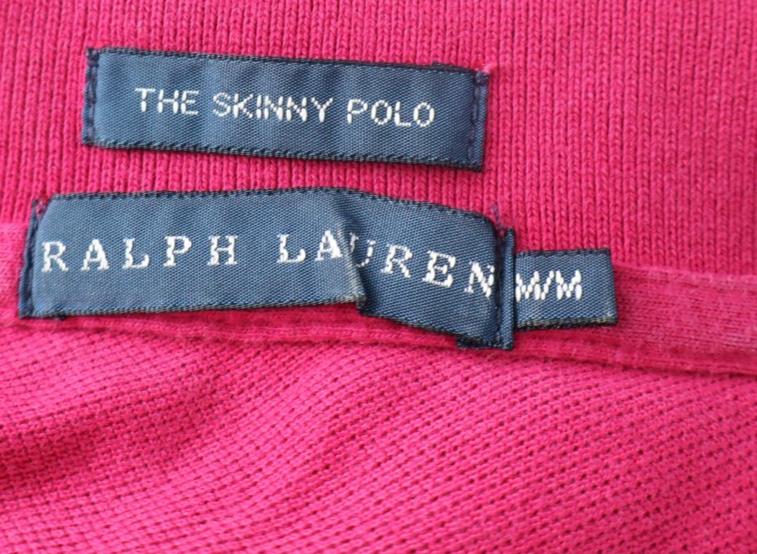 THE SKINNY POLO
RALPH LAUREN
M/M